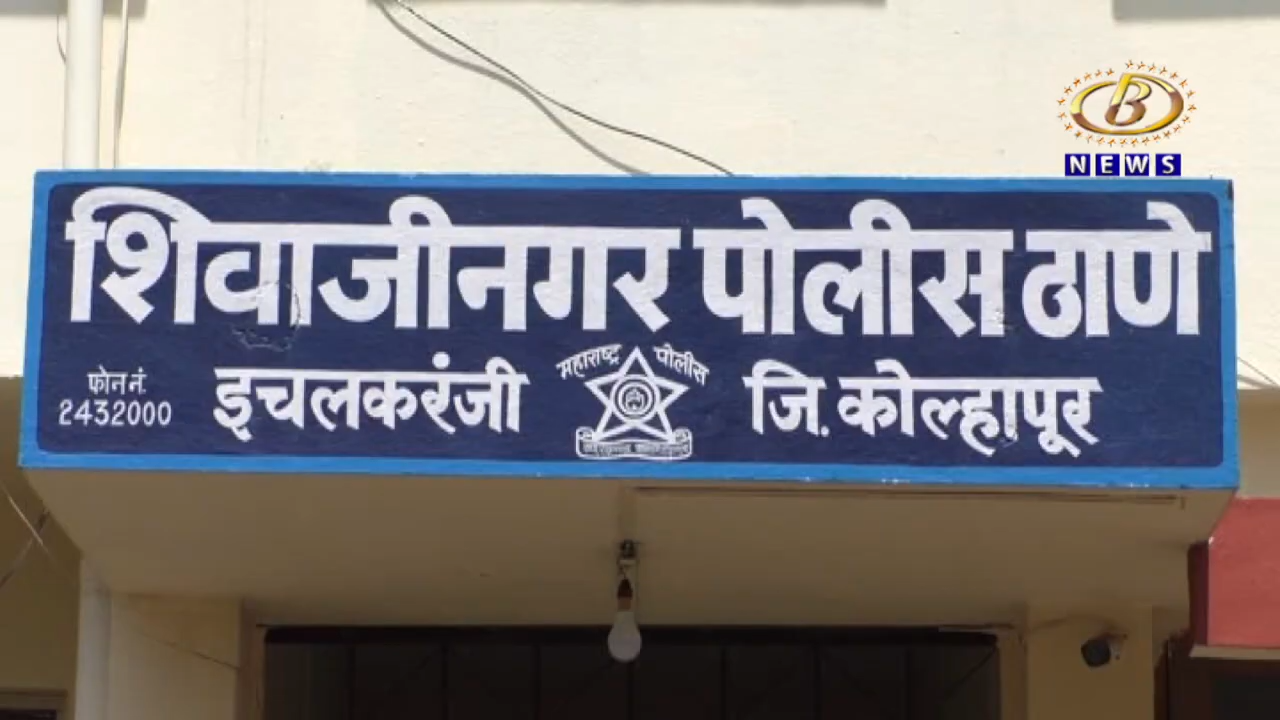 B
NEWS
शिवाजीनगर पोलीस ठाणे
महाराष्ट्र पोलीस
फोन नं.
2432000
इचलकरंजी
जि. कोल्हापूर